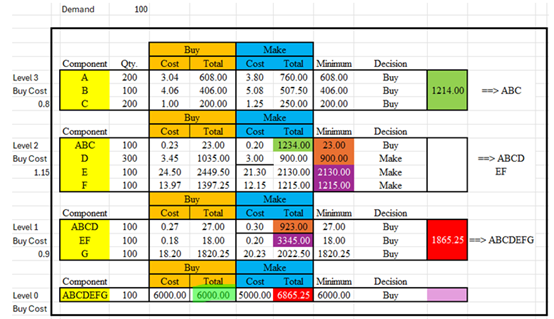 Demand 100
Buy Make
Component Qty. Cost Total Cost Total Minimum Decision
Level 3 A 200 3.04 608.00 3.80 760.00 608.00 Buy
Buy Cost B 100 4.06 406.00 5.08 507.50 406.00 Buy 1214.00 ==> ABC
0.8 C 200 1.00 200.00 1.25 250.00 200.00 Buy
Buy Make
Component Qty. Cost Total Cost Total Minimum Decision
Level 2 ABC 100 0.23 23.00 0.20 1234.00 23.00 Buy
Buy Cost D 300 3.45 1035.00 3.00 900.00 900.00 Make ==> ABCD
1.15 E 100 24.50 2449.50 21.30 2130.00 2130.00 Make EF
F 100 13.97 1397.25 12.15 1215.00 1215.00 Make
Buy Make
Component Qty. Cost Total Cost Total Minimum Decision
Level 1 ABCD 100 0.27 27.00 0.30 923.00 27.00 Buy
Buy Cost EF 100 0.18 18.00 0.20 3345.00 18.00 Buy 1865.25 ==> ABCDEFG
0.9 G 100 18.20 1820.25 20.23 2022.50 1820.25 Buy
Buy Make
Component Qty. Cost Total Cost Total Minimum Decision
Level 0 ABCDEFG 100 6000.00 6000.00 5000.00 6865.25 6000.00 Buy
Buy Cost